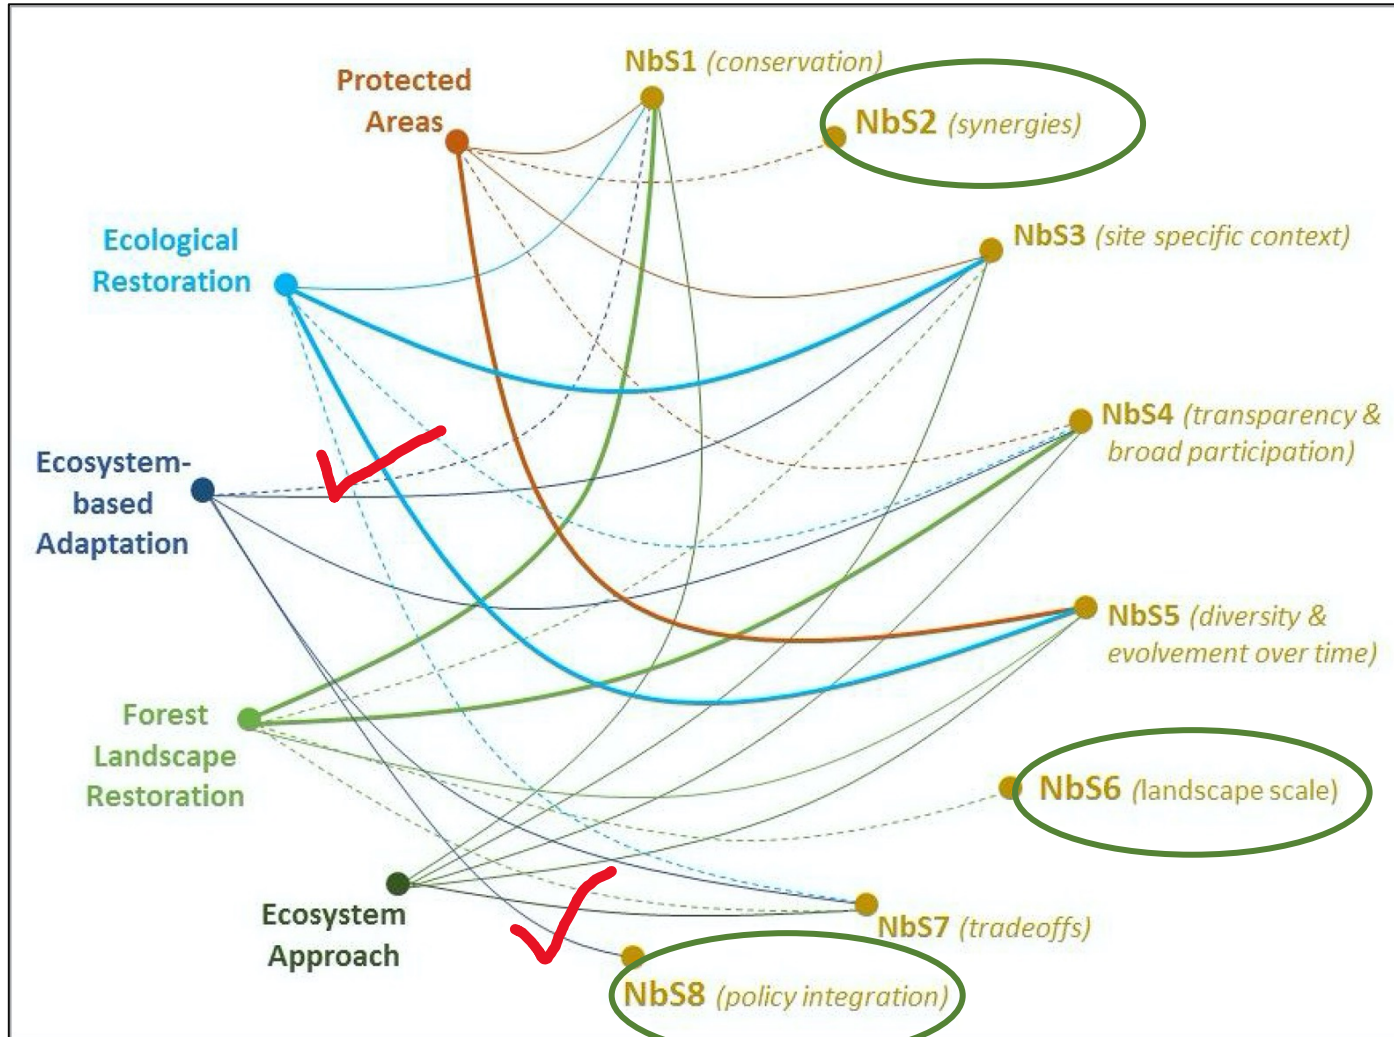 NbS1 (conservation)
Protected
Areas
NbS2 (synergies)
Ecological
Restoration
NbS3 (site specific context)
NbS4 (transparency &
broad participation)
Ecosystem-
based
Adaptation
NbS5 (diversity &
evolvement over time)
Forest
Landscape
Restoration
NbS6 (landscape scale)
Ecosystem
Approach
NbS7 (tradeoffs)
NbS8 (policy integration)